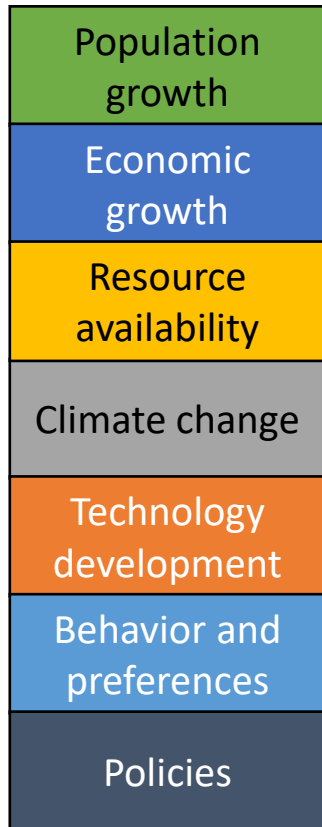 Population
growth
Economic
growth
Resource
availability
Climate change
Technology
development
Behavior and
preferences
Policies